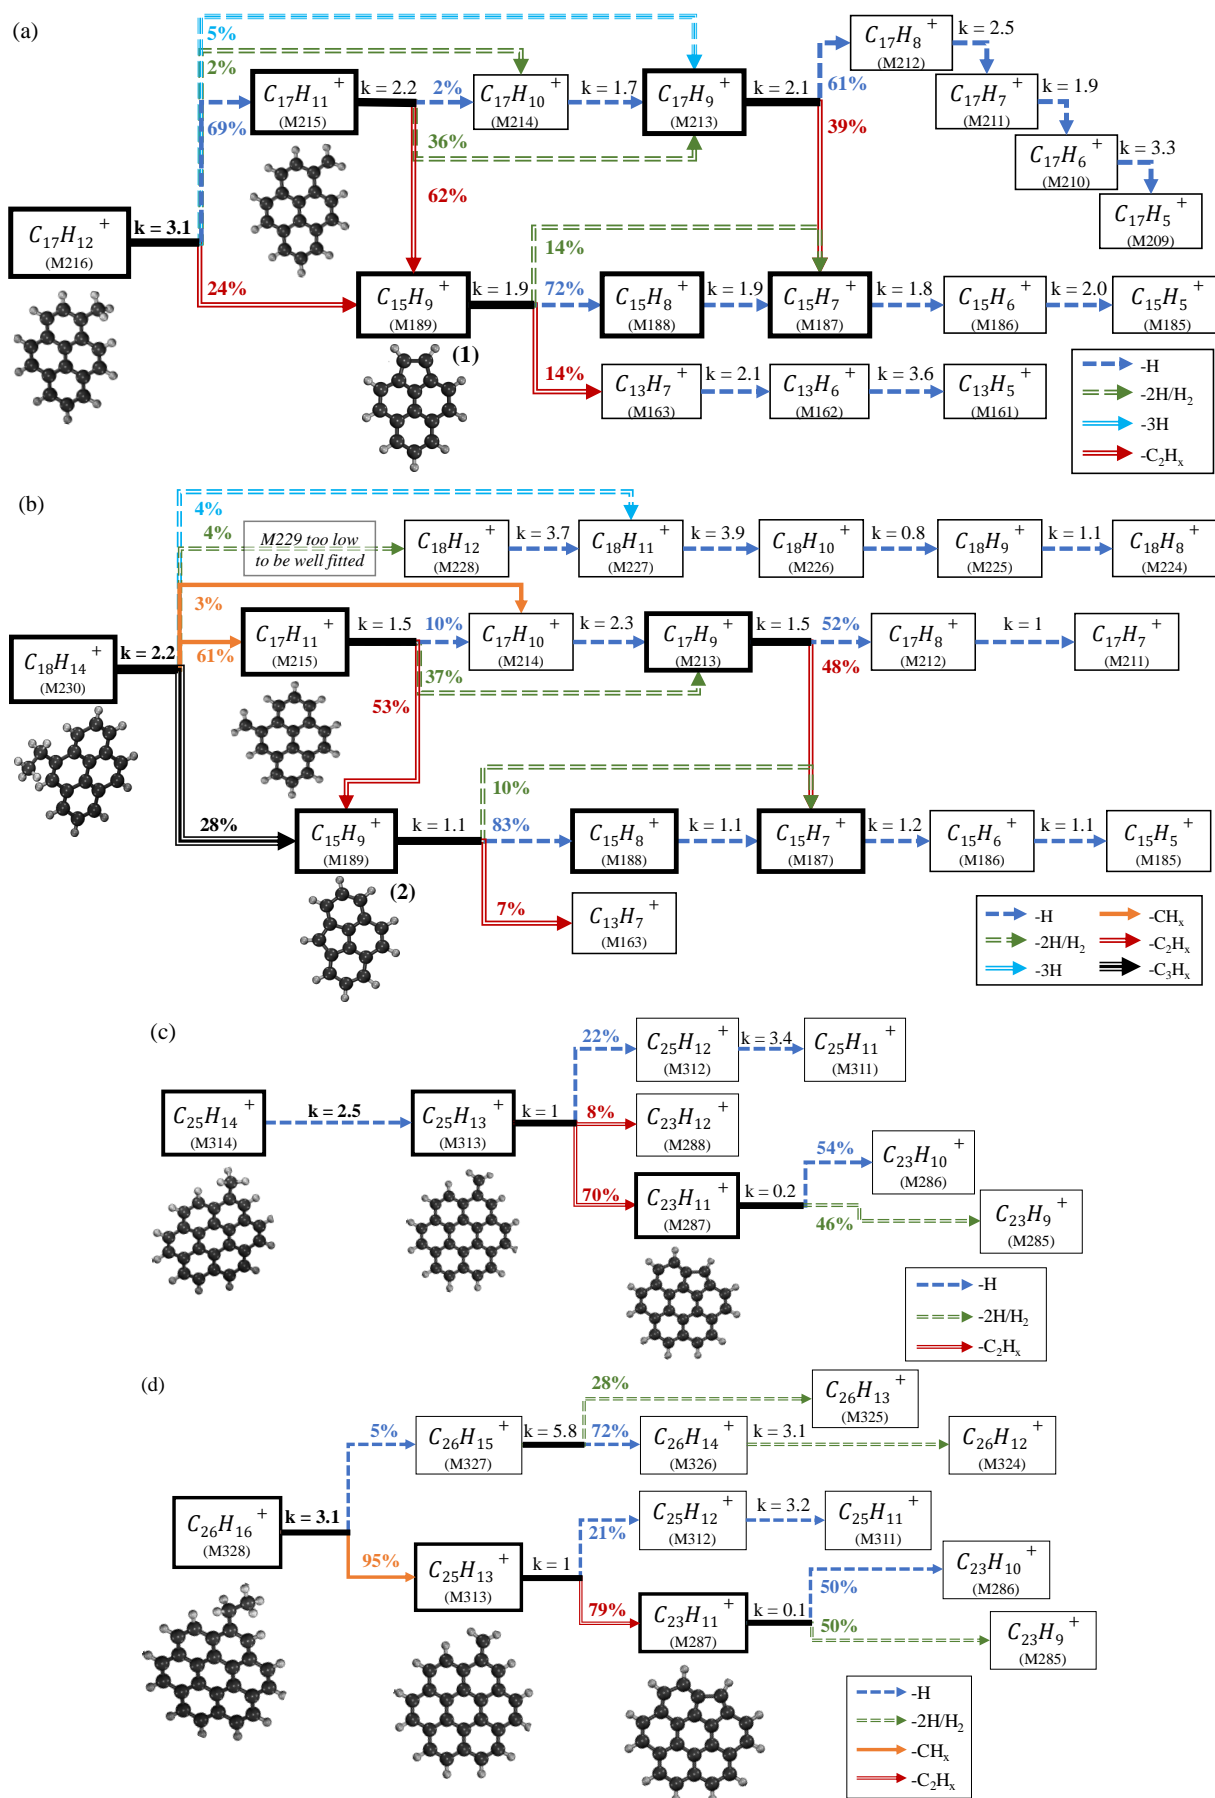 (a)
5%
2%
C17H8+
(M212)
k = 2.5
C17H11+
(M215)
k = 2.2
2%
C17H10+
(M214)
k = 1.7
C17H9+
(M213)
k = 2.1
61%
C17H7+
(M211)
k = 1.9
69%
36%
39%
C17H6+
(M210)
k = 3.3
62%
C17H12+
(M216)
k = 3.1
C17H5+
(M209)
14%
24%
C15H9+
(M189)
k = 1.9
72%
C15H8+
(M188)
k = 1.9
C15H7+
(M187)
k = 1.8
C15H6+
(M186)
k = 2.0
C15H5+
(M185)
(1)
14%
C13H7+
(M163)
k = 2.1
C13H6+
(M162)
k = 3.6
C13H5+
(M161)
-H
-2H/H2
-3H
-C2Hx
(b)
4%
4%
M229 too low
to be well fitted
C18H12+
(M228)
k = 3.7
C18H11+
(M227)
k = 3.9
C18H10+
(M226)
k = 0.8
C18H9+
(M225)
k = 1.1
C18H8+
(M224)
3%
61%
C17H11+
(M215)
k = 1.5
10%
C17H10+
(M214)
k = 2.3
C17H9+
(M213)
k = 1.5
52%
C17H8+
(M212)
k = 1
C17H7+
(M211)
C18H14+
(M230)
k = 2.2
37%
48%
53%
10%
28%
C15H9+
(M189)
k = 1.1
83%
C15H8+
(M188)
k = 1.1
C15H7+
(M187)
k = 1.2
C15H6+
(M186)
k = 1.1
C15H5+
(M185)
(2)
7%
C13H7+
(M163)
-H
-CHx
-2H/H2
-C2Hx
-3H
-C3Hx
(c)
22%
C25H12+
(M312)
k = 3.4
C25H11+
(M311)
C25H14+
(M314)
k = 2.5
C25H13+
(M313)
k = 1
8%
C23H12+
(M288)
54%
C23H10+
(M286)
70%
C23H11+
(M287)
k = 0.2
46%
C23H9+
(M285)
-H
-2H/H2
-C2Hx
(d)
28%
C26H13+
(M325)
5%
C26H15+
(M327)
k = 5.8
72%
C26H14+
(M326)
k = 3.1
C26H12+
(M324)
C26H16+
(M328)
k = 3.1
C25H12+
(M312)
k = 3.2
C25H11+
(M311)
21%
95%
C25H13+
(M313)
k = 1
C23H10+
(M286)
50%
79%
C23H11+
(M287)
k = 0.1
50%
C23H9+
(M285)
-H
-2H/H2
-CHx
-C2Hx